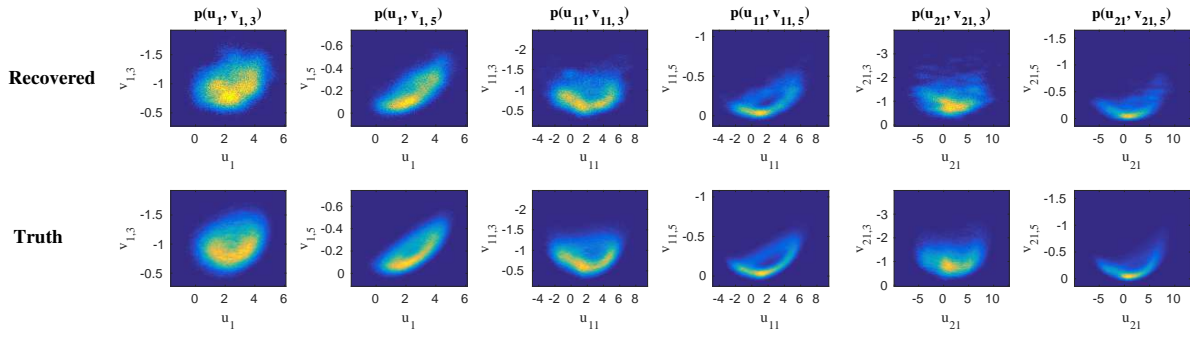 p(u1, v1, 3) p(u1, v1, 5) p(u11, v11, 3) p(u11, v11, 5) p(u21, v21, 3) p(u21, v21, 5)
Recovered
v1,3 -1.5 -1 -0.5
0 2 4 6
u1
v1,5 -0.6 -0.4 -0.2 0
0 2 4 6
u1
v11,3 -2 -1.5 -1 -0.5
-4 -2 0 2 4 6 8
u11
v11,5 -1 -0.5 0
-4 -2 0 2 4 6 8
u11
v21,3 -3 -2 -1 0
-5 0 5 10
u21
v21,5 -1.5 -1 -0.5 0
-5 0 5 10
u21
Truth
v1,3 -1.5 -1 -0.5
0 2 4 6
u1
v1,5 -0.6 -0.4 -0.2 0
0 2 4 6
u1
v11,3 -2 -1.5 -1 -0.5
-4 -2 0 2 4 6 8
u11
v11,5 -1 -0.5 0
-4 -2 0 2 4 6 8
u11
v21,3 -3 -2 -1 0
-5 0 5 10
u21
v21,5 -1.5 -1 -0.5 0
-5 0 5 10
u21